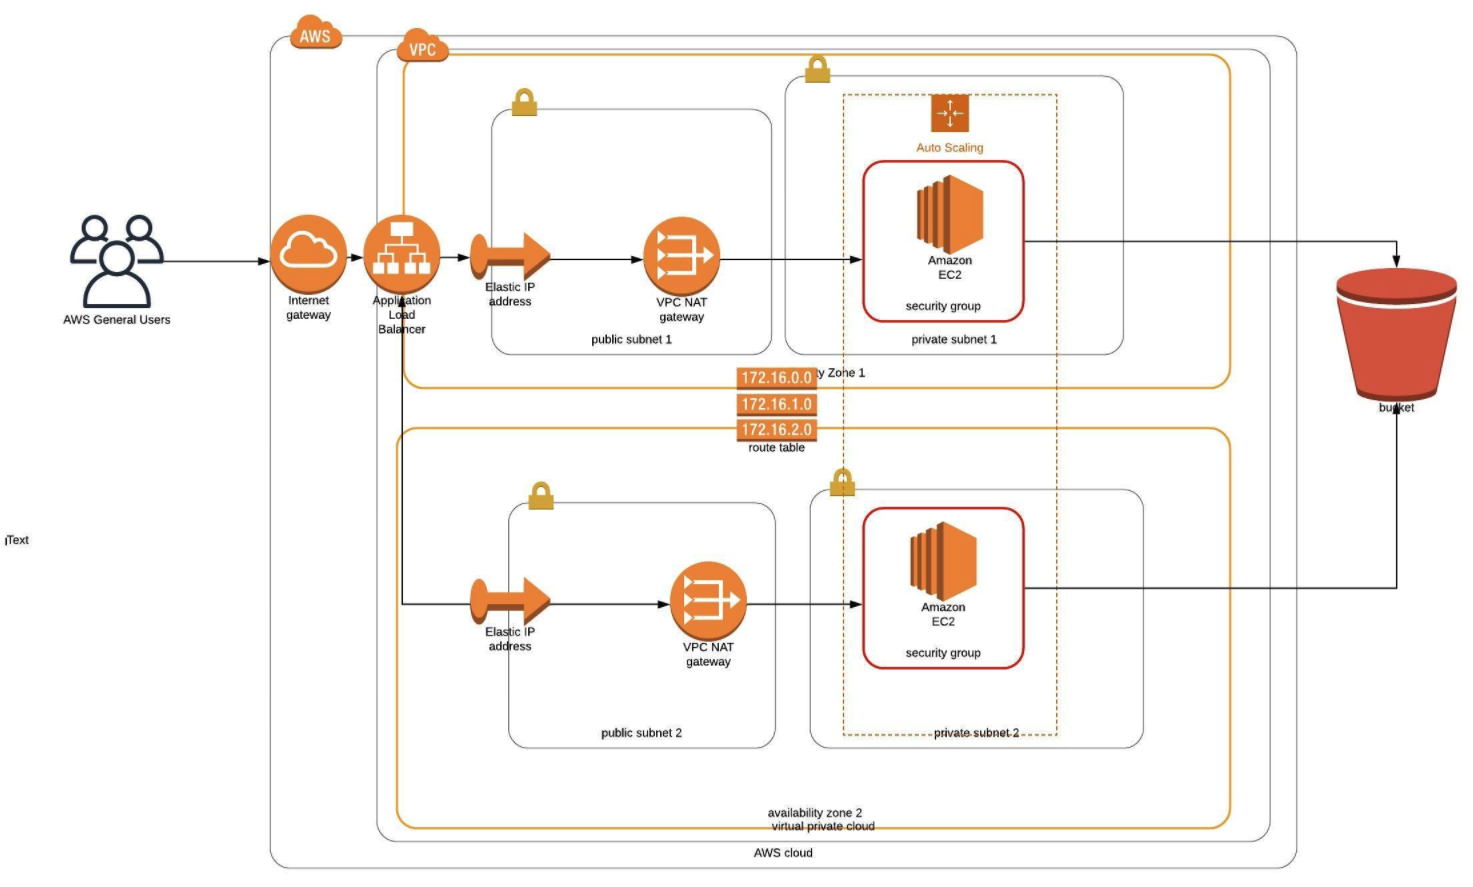 AWS
VPC
Auto Scaling
Amazon
EC2
security group
AWS General Users
Internet
gateway
Application
Load
Balancer
Elastic IP
address
VPC NAT
gateway
public subnet 1
private subnet 1
172.16.0.0
Zone 1
172.16.1.0
172.16.2.0
route table
bucket
Text
Amazon
EC2
security group
Elastic IP
address
VPC NAT
gateway
public subnet 2
private subnet 2
availability zone 2
virtual private cloud
AWS cloud